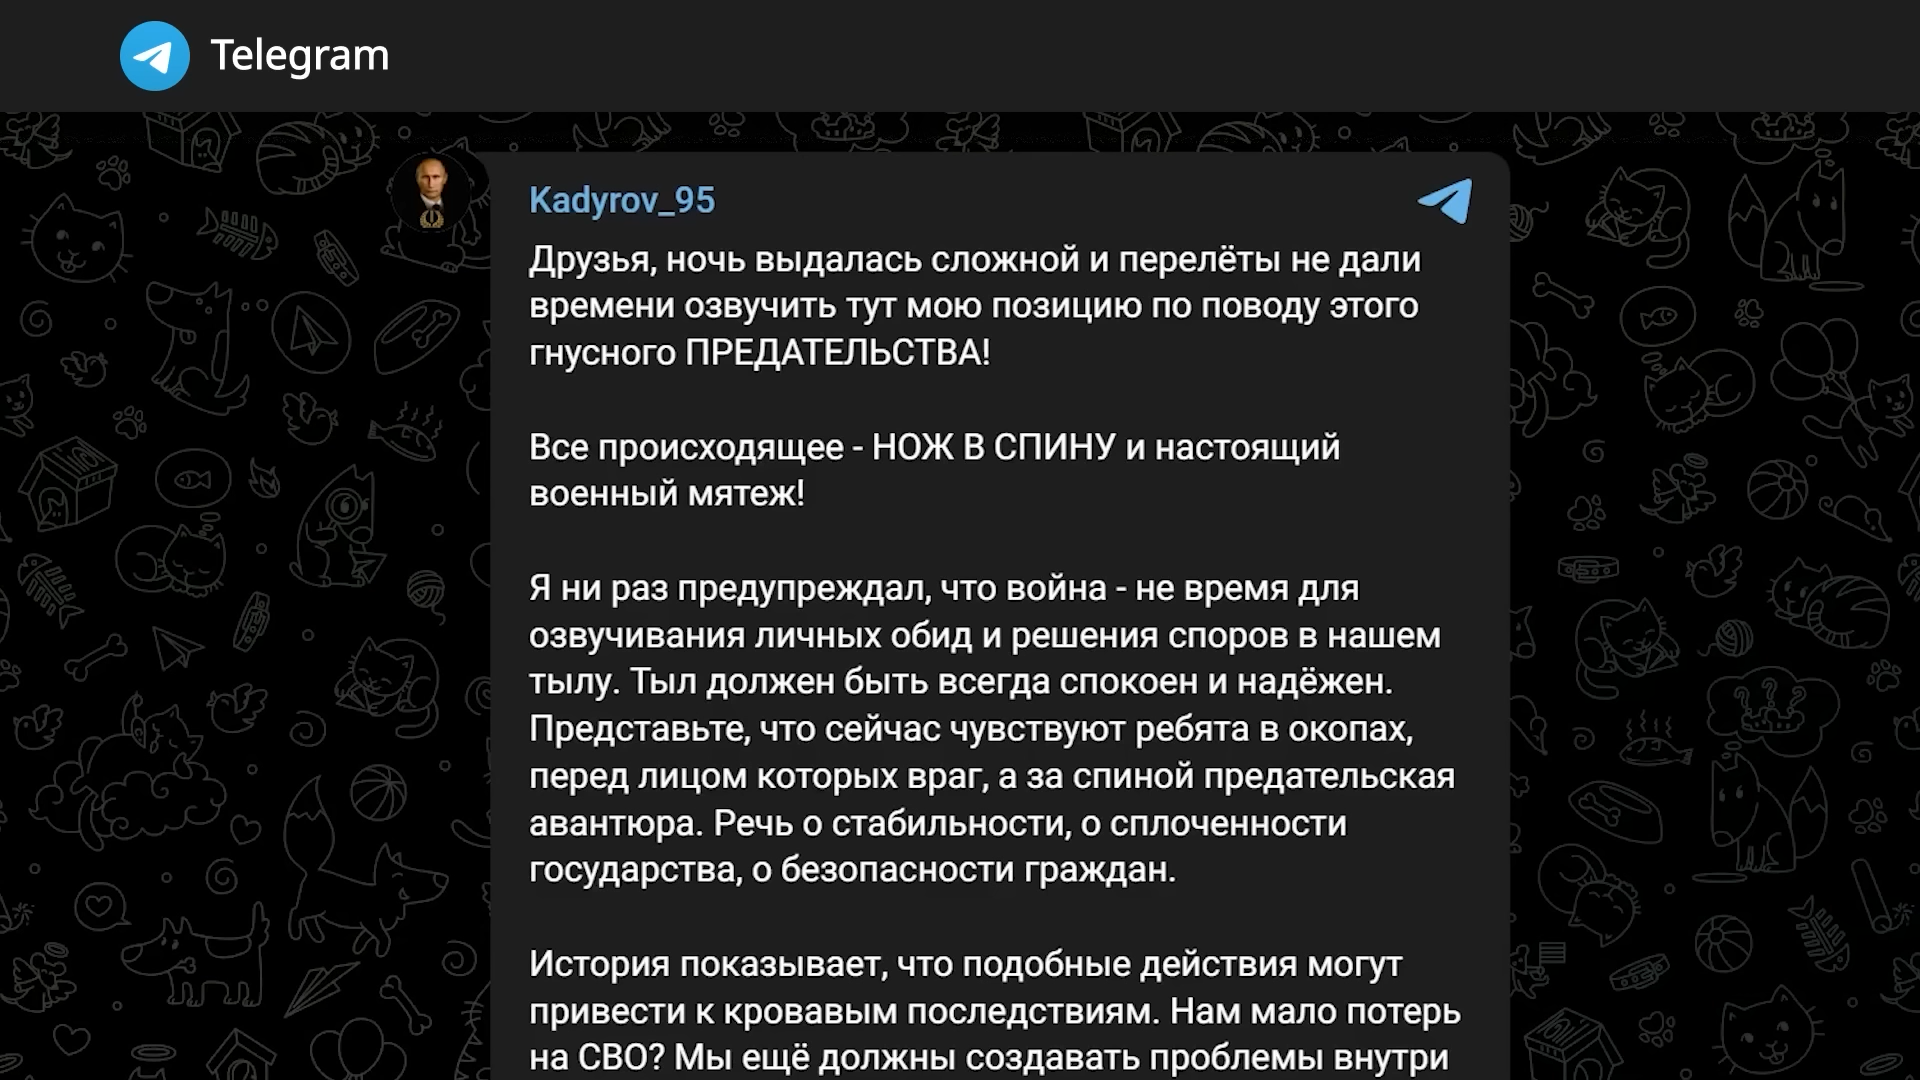 Telegram
Kadyrov_95
Друзья, ночь выдалась сложной и перелёты не дали
времени озвучить тут мою позицию по поводу этого
гнусного ПРЕДАТЕЛЬСТВА!
Все происходящее - НОЖ В СПИНУ и настоящий
военный мятеж!
Я ни раз предупреждал, что война - не время для
озвучивания личных обид и решения споров в нашем
тылу. Тыл должен быть всегда спокоен и надёжен.
Представьте, что сейчас чувствуют ребята в окопах,
перед лицом которых враг, а за спиной предательская
авантюра. Речь о стабильности, о сплоченности
государства, о безопасности граждан.
История показывает, что подобные действия могут
привести к кровавым последствиям. Нам мало потерь
на СВО? Мы ещё должны создавать проблемы внутри